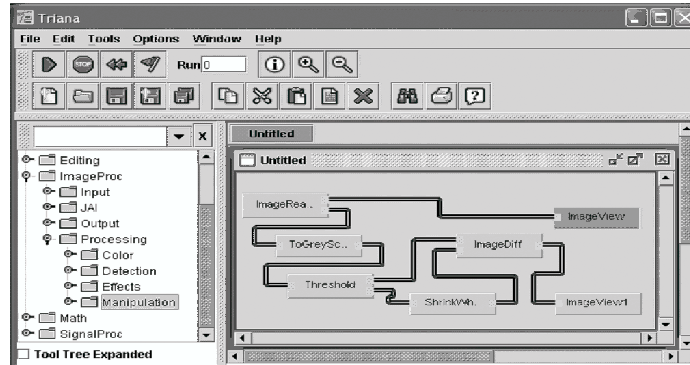 Triana
File Edit Tools Options Window Help
STOP Run 0
Untitled
x
Untitled
Editing
ImageProc
Input
JAI
Output
Processing
Color
Detection
Effects
Manipulation
Math
SignalProc
Tool Tree Expanded
ImageRea..
ImageView
ToGreySc..
ImageDiff
Threshold
ShrinkWh.
ImageView1